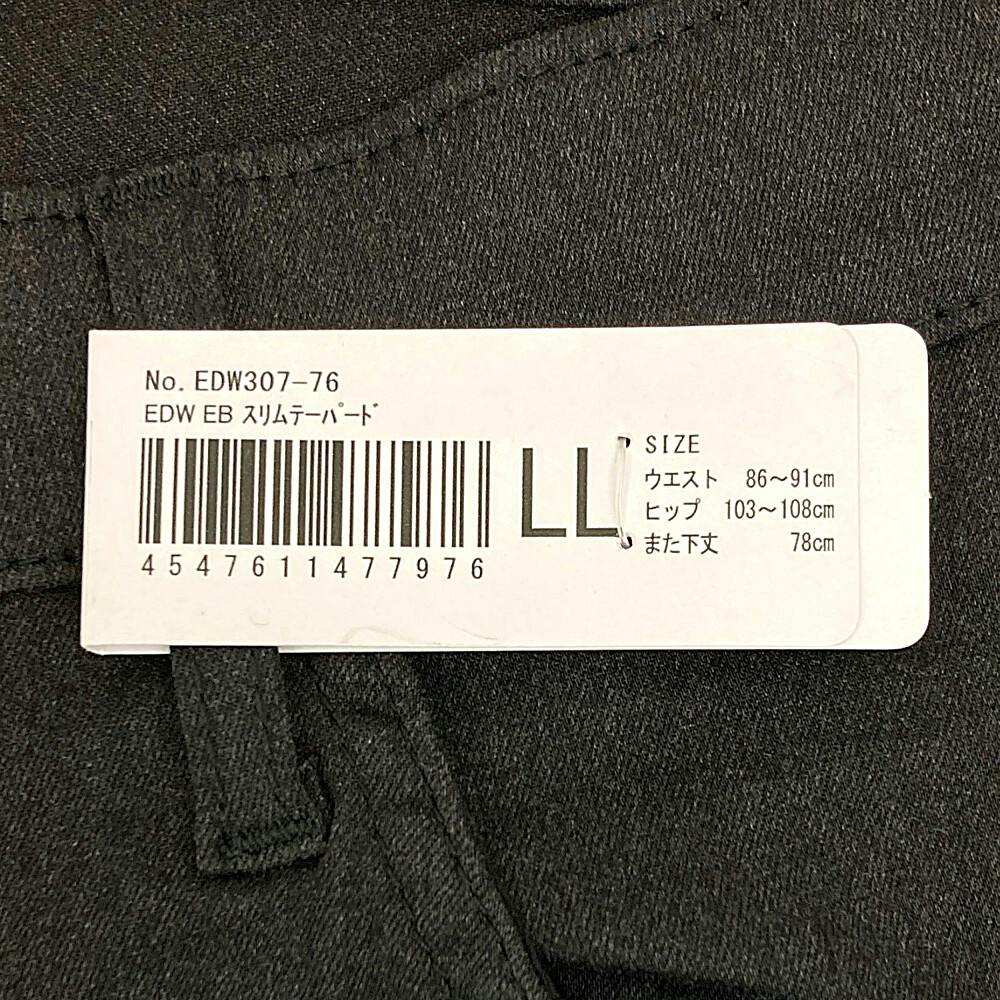 No. EDW307-76
EDW EB ｽﾘﾑﾃｰﾊﾟｰﾄﾞ
4547611477976
LL
SIZE
ウエスト 86～91cm
ヒップ 103～108cm
また下丈 78cm